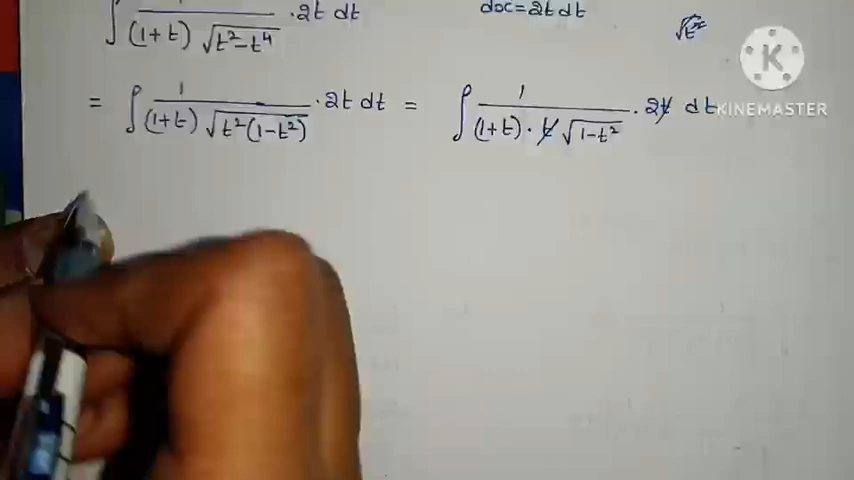 ∫ 1/((1+t) √(t²-t⁴)) · 2t dt
dx = 2t dt
= ∫ 1/((1+t) √(t²(1-t²))) · 2t dt = ∫ 1/((1+t) · t √(1-t²)) · 2t dt
K
KINEMASTER